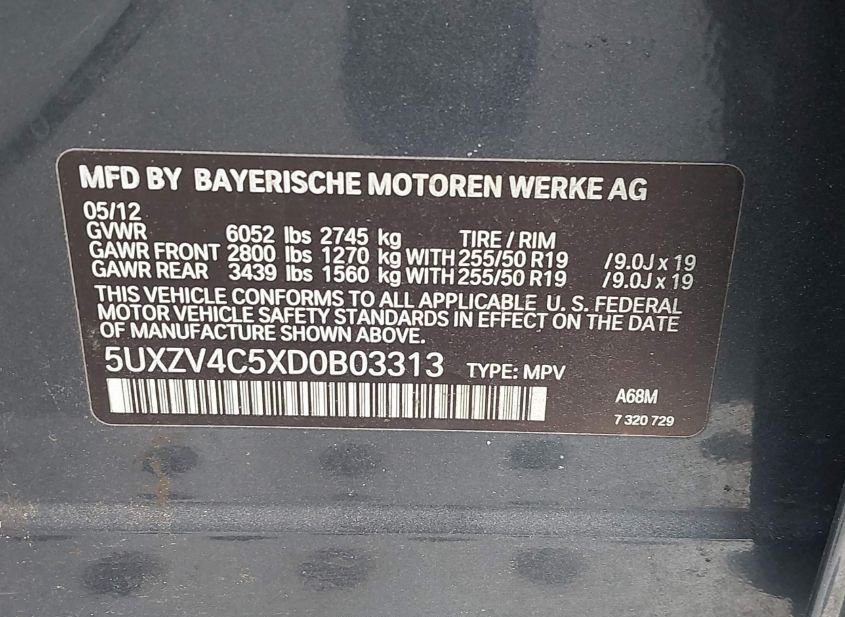 MFD BY BAYERISCHE MOTOREN WERKE AG
05/12
GVWR 6052 lbs 2745 kg TIRE / RIM
GAWR FRONT 2800 lbs 1270 kg WITH 255/50 R19 /9.0J x 19
GAWR REAR 3439 lbs 1560 kg WITH 255/50 R19 /9.0J x 19
THIS VEHICLE CONFORMS TO ALL APPLICABLE U. S. FEDERAL
MOTOR VEHICLE SAFETY STANDARDS IN EFFECT ON THE DATE
OF MANUFACTURE SHOWN ABOVE.
5UXZV4C5XD0B03313 TYPE: MPV
A68M
7 320 729